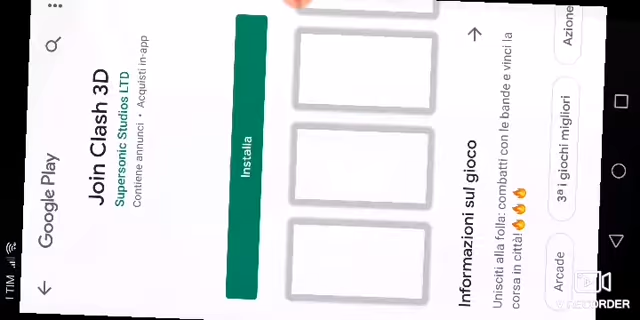 I TIM
Google Play
Join Clash 3D
Supersonic Studios LTD
Contiene annunci • Acquisti in-app
Installa
Informazioni sul gioco
Unisciti alla folla: combatti con le bande e vinci la
corsa in città!🔥🔥🔥
Arcade
3ª i giochi migliori
Azione
RECORDER